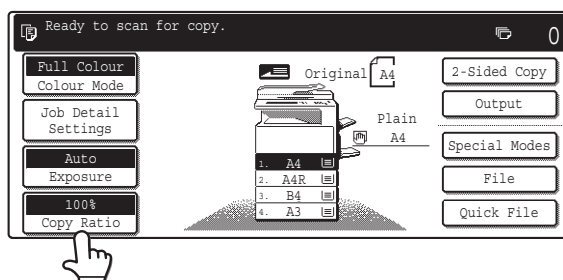 Ready to scan for copy.
0
Full Colour
Colour Mode
Job Detail
Settings
Auto
Exposure
100%
Copy Ratio
Original A4
Plain
A4
1. A4
2. A4R
3. B4
4. A3
2-Sided Copy
Output
Special Modes
File
Quick File